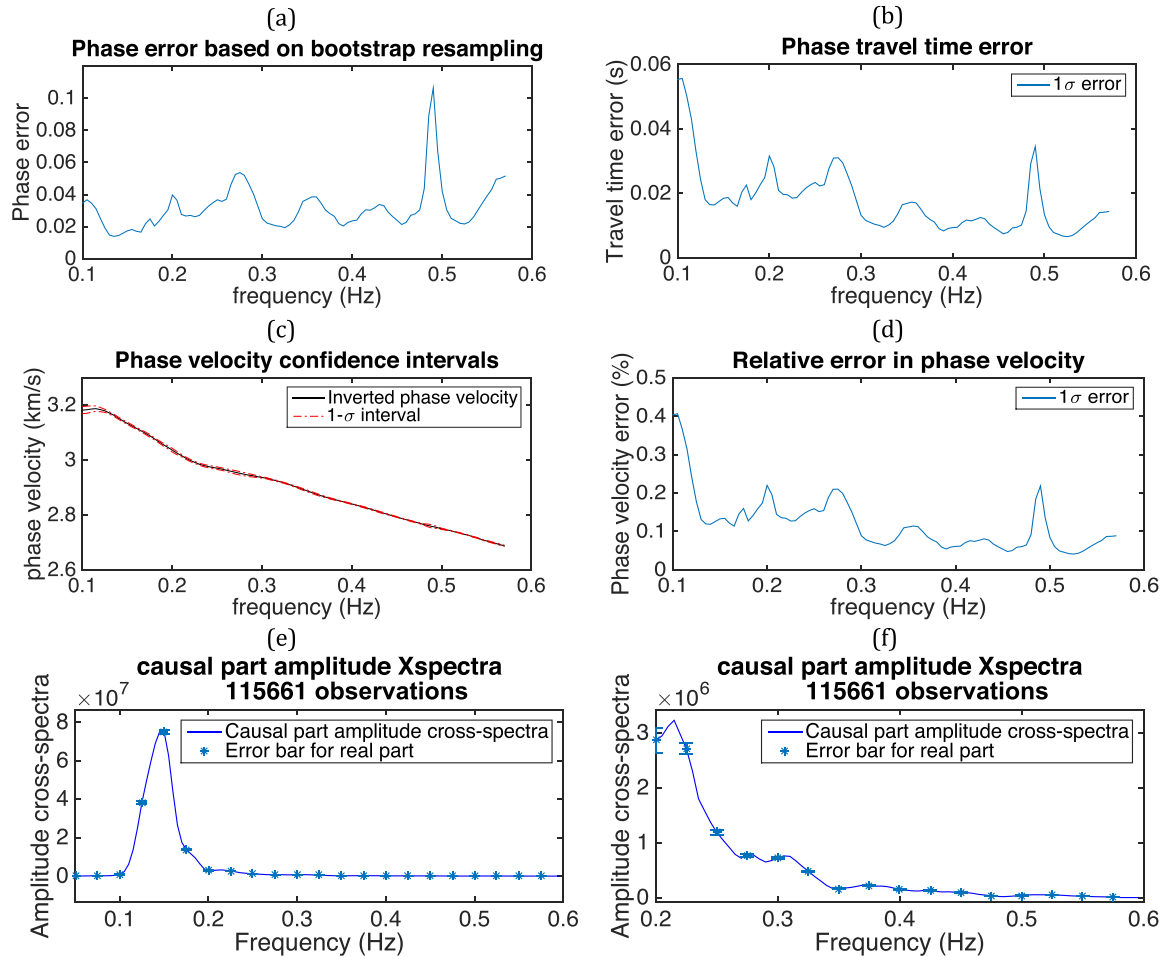 (a)
Phase error based on bootstrap resampling
Phase error
0.1
0.08
0.06
0.04
0.02
0
0.1 0.2 0.3 0.4 0.5 0.6
frequency (Hz)
(b)
Phase travel time error
Travel time error (s)
0.06
0.04
0.02
0
1σ error
0.1 0.2 0.3 0.4 0.5 0.6
frequency (Hz)
(c)
Phase velocity confidence intervals
phase velocity (km/s)
3.2
3
2.8
2.6
Inverted phase velocity
1-σ interval
0.1 0.2 0.3 0.4 0.5 0.6
frequency (Hz)
(d)
Relative error in phase velocity
Phase velocity error (%)
0.5
0.4
0.3
0.2
0.1
0
1σ error
0.1 0.2 0.3 0.4 0.5 0.6
frequency (Hz)
(e)
causal part amplitude Xspectra
115661 observations
Amplitude cross-spectra
×10⁷
8
6
4
2
0
Causal part amplitude cross-spectra
Error bar for real part
0.1 0.2 0.3 0.4 0.5 0.6
Frequency (Hz)
(f)
causal part amplitude Xspectra
115661 observations
Amplitude cross-spectra
×10⁶
3
2
1
0
Causal part amplitude cross-spectra
Error bar for real part
0.2 0.3 0.4 0.5 0.6
Frequency (Hz)